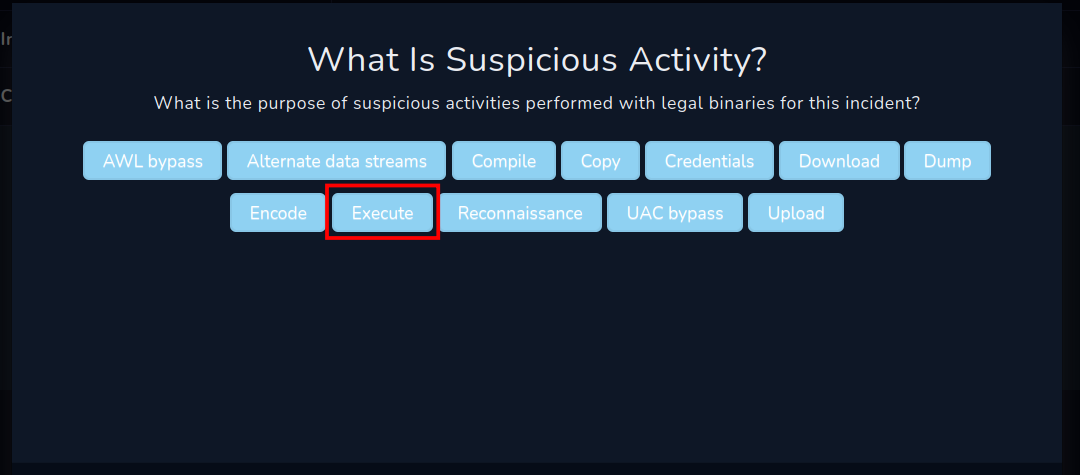 What Is Suspicious Activity?
What is the purpose of suspicious activities performed with legal binaries for this incident?
AWL bypass Alternate data streams Compile Copy Credentials Download Dump
Encode Execute Reconnaissance UAC bypass Upload